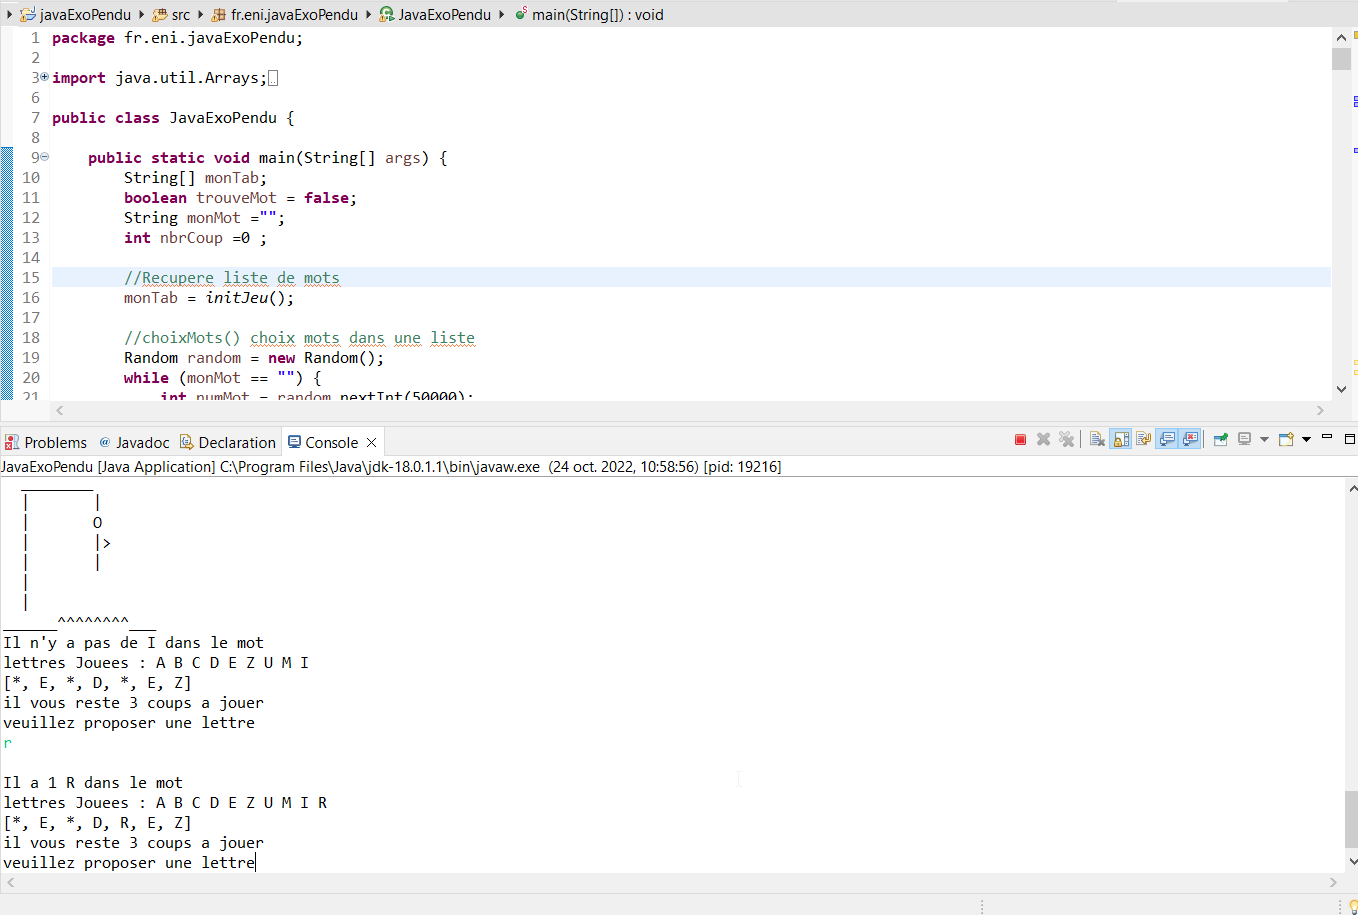 javaExoPendu src fr.eni.javaExoPendu JavaExoPendu main(String[]) : void
1 package fr.eni.javaExoPendu;
2
3 import java.util.Arrays;
6
7 public class JavaExoPendu {
8
9 public static void main(String[] args) {
10 String[] monTab;
11 boolean trouveMot = false;
12 String monMot ="";
13 int nbrCoup =0 ;
14
15 //Recupere liste de mots
16 monTab = initJeu();
17
18 //choixMots() choix mots dans une liste
19 Random random = new Random();
20 while (monMot == "") {
21 int numMot = random.nextInt(50000);
Problems Javadoc Declaration Console
JavaExoPendu [Java Application] C:\Program Files\Java\jdk-18.0.1.1\bin\javaw.exe (24 oct. 2022, 10:58:56) [pid: 19216]
________
| |
| O
| |>
| |
|
|
______^^^^^^^^___
Il n'y a pas de I dans le mot
lettres Jouees : A B C D E Z U M I
[*, E, *, D, *, E, Z]
il vous reste 3 coups a jouer
veuillez proposer une lettre
r
Il a 1 R dans le mot
lettres Jouees : A B C D E Z U M I R
[*, E, *, D, R, E, Z]
il vous reste 3 coups a jouer
veuillez proposer une lettre